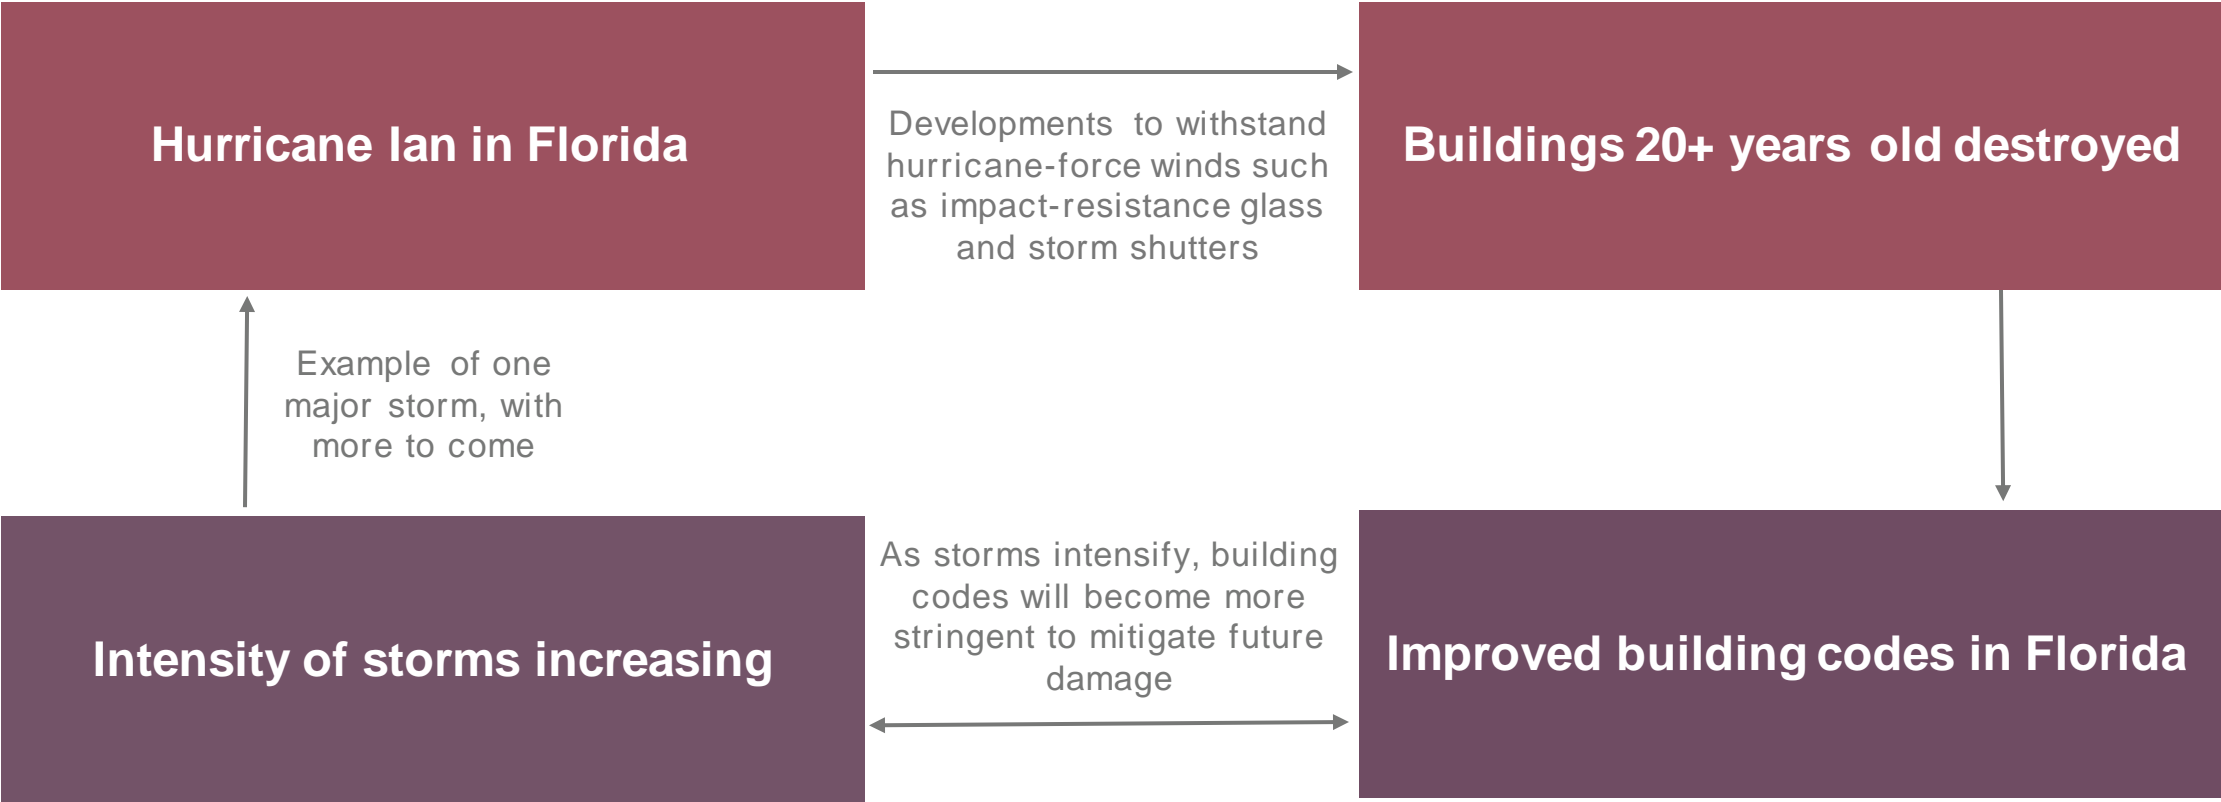 Hurricane Ian in Florida
Developments to withstand
hurricane-force winds such
as impact-resistance glass
and storm shutters
Buildings 20+ years old destroyed
Example of one
major storm, with
more to come
Intensity of storms increasing
As storms intensify, building
codes will become more
stringent to mitigate future
damage
Improved building codes in Florida